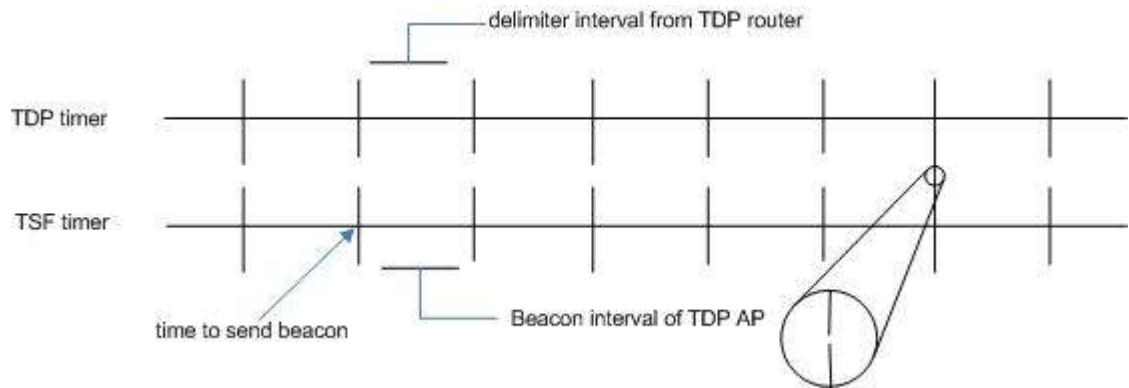 delimiter interval from TDP router
TDP timer
TSF timer
time to send beacon
Beacon interval of TDP AP